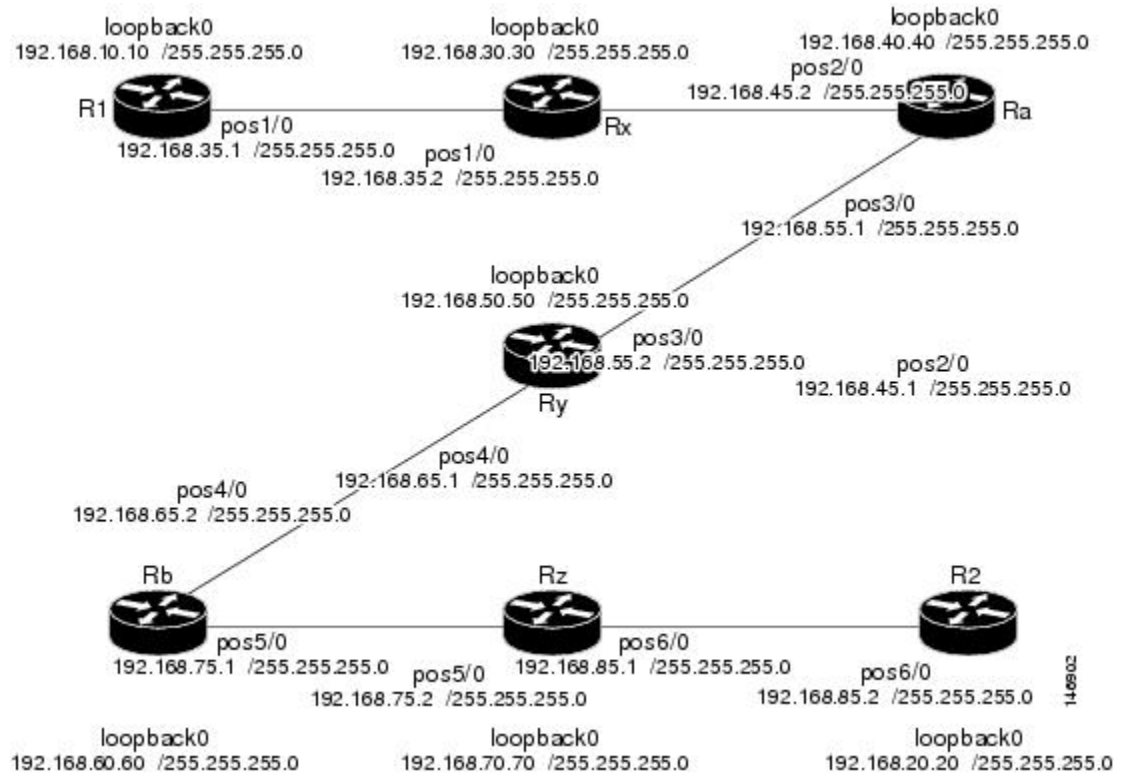 loopback0
192.168.10.10 /255.255.255.0
loopback0
192.168.30.30 /255.255.255.0
loopback0
192.168.40.40 /255.255.255.0
pos2/0
192.168.45.2 /255.255.255.0
R1
Rx
Ra
pos1/0
192.168.35.1 /255.255.255.0
pos1/0
192.168.35.2 /255.255.255.0
pos3/0
192.168.55.1 /255.255.255.0
loopback0
192.168.50.50 /255.255.255.0
pos3/0
192.168.55.2 /255.255.255.0
pos2/0
192.168.45.1 /255.255.255.0
Ry
pos4/0
192.168.65.1 /255.255.255.0
pos4/0
192.168.65.2 /255.255.255.0
Rb
Rz
R2
pos5/0
192.168.75.1 /255.255.255.0
pos5/0
192.168.75.2 /255.255.255.0
pos6/0
192.168.85.1 /255.255.255.0
pos6/0
192.168.85.2 /255.255.255.0
146902
loopback0
192.168.60.60 /255.255.255.0
loopback0
192.168.70.70 /255.255.255.0
loopback0
192.168.20.20 /255.255.255.0